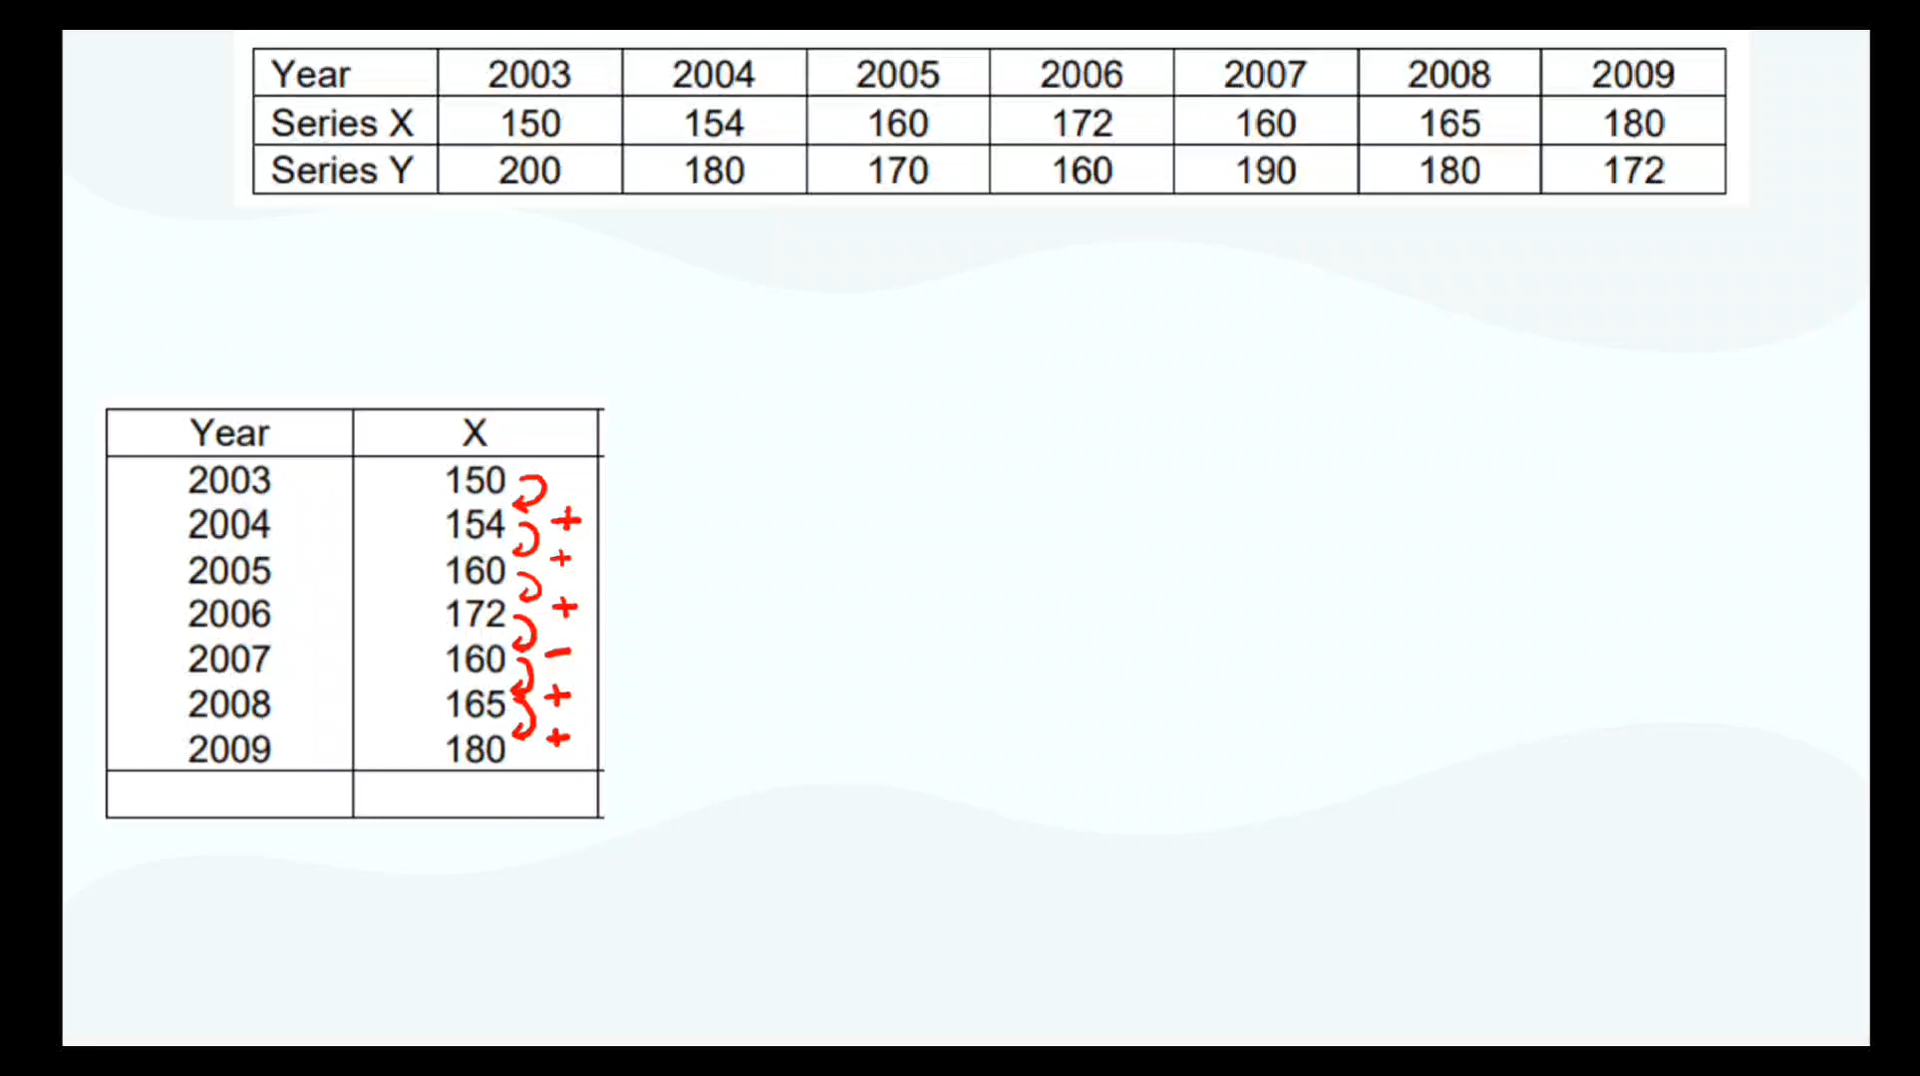 Year 2003 2004 2005 2006 2007 2008 2009
Series X 150 154 160 172 160 165 180
Series Y 200 180 170 160 190 180 172
Year X
2003 150
2004 154 +
2005 160 +
2006 172 +
2007 160 -
2008 165 +
2009 180 +